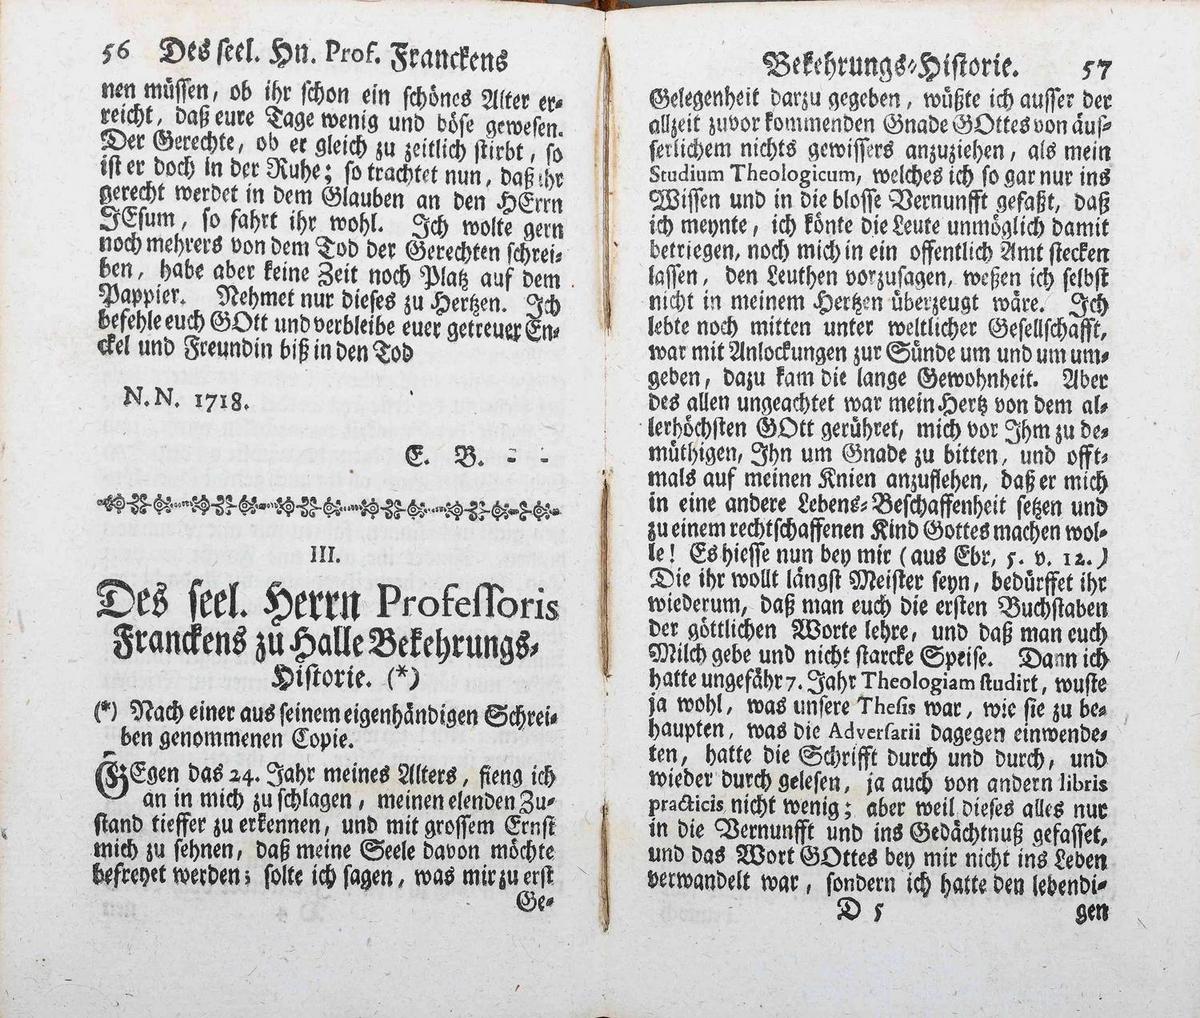 56 Des seel. Hn. Prof. Franckens
nen müssen, ob ihr schon ein schönes Alter er-
reicht, daß eure Tage wenig und böse gewesen.
Der Gerechte, ob er gleich zu zeitlich stirbt, so
ist er doch in der Ruhe; so trachtet nun, daß ihr
gerecht werdet in dem Glauben an den HErrn
JEsum, so fahrt ihr wohl. Ich wolte gern
noch mehrers von dem Tod der Gerechten schrei-
ben, habe aber keine Zeit noch Platz auf dem
Pappier. Nehmet nur dieses zu Hertzen. Ich
befehle euch GOtt und verbleibe euer getreuer En-
ckel und Freundin biß in den Tod
N. N. 1718.
E. B. - -
III.
Des seel. Herrn Professoris
Franckens zu Halle Bekehrungs-
Historie. (*)
(*) Nach einer aus seinem eigenhändigen Schrei-
ben genommenen Copie.
GEgen das 24. Jahr meines Alters, fieng ich
an in mich zu schlagen, meinen elenden Zu-
stand tieffer zu erkennen, und mit grossem Ernst
mich zu sehnen, daß meine Seele davon möchte
befreyet werden; solte ich sagen, was mir zu erst
Ge-
Bekehrungs-Historie. 57
Gelegenheit darzu gegeben, wüßte ich ausser der
allzeit zuvor kommenden Gnade GOttes von äus-
serlichem nichts gewissers anzuziehen, als mein
Studium Theologicum, welches ich so gar nur ins
Wissen und in die blosse Vernunfft gefaßt, daß
ich meynte, ich könte die Leute unmöglich damit
betriegen, noch mich in ein offentlich Amt stecken
lassen, den Leuthen vorzusagen, weßen ich selbst
nicht in meinem Hertzen überzeugt wäre. Ich
lebte noch mitten unter weltlicher Gesellschafft,
war mit Anlockungen zur Sünde um und um um-
geben, dazu kam die lange Gewohnheit. Aber
des allen ungeachtet war mein Hertz von dem al-
lerhöchsten GOtt gerühret, mich vor Ihm zu de-
müthigen, Ihn um Gnade zu bitten, und offt-
mals auf meinen Knien anzuflehen, daß er mich
in eine andere Lebens-Beschaffenheit setzen und
zu einem rechtschaffenen Kind Gottes machen wol-
le! Es hiesse nun bey mir (aus Ebr, 5. v. 12.)
Die ihr wollt längst Meister seyn, bedürffet ihr
wiederum, daß man euch die ersten Buchstaben
der göttlichen Worte lehre, und daß man euch
Milch gebe und nicht starcke Speise. Dann ich
hatte ungefähr 7. Jahr Theologiam studirt, wuste
ja wohl, was unsere Thesis war, wie sie zu be-
haupten, was die Adversarii dagegen einwende-
ten, hatte die Schrifft durch und durch, und
wieder durch gelesen, ja auch von andern libris
practicis nicht wenig; aber weil dieses alles nur
in die Vernunfft und ins Gedächtnuß gefasset,
und das Wort GOttes bey mir nicht ins Leben
verwandelt war, sondern ich hatte den lebendi-
D 5 gen